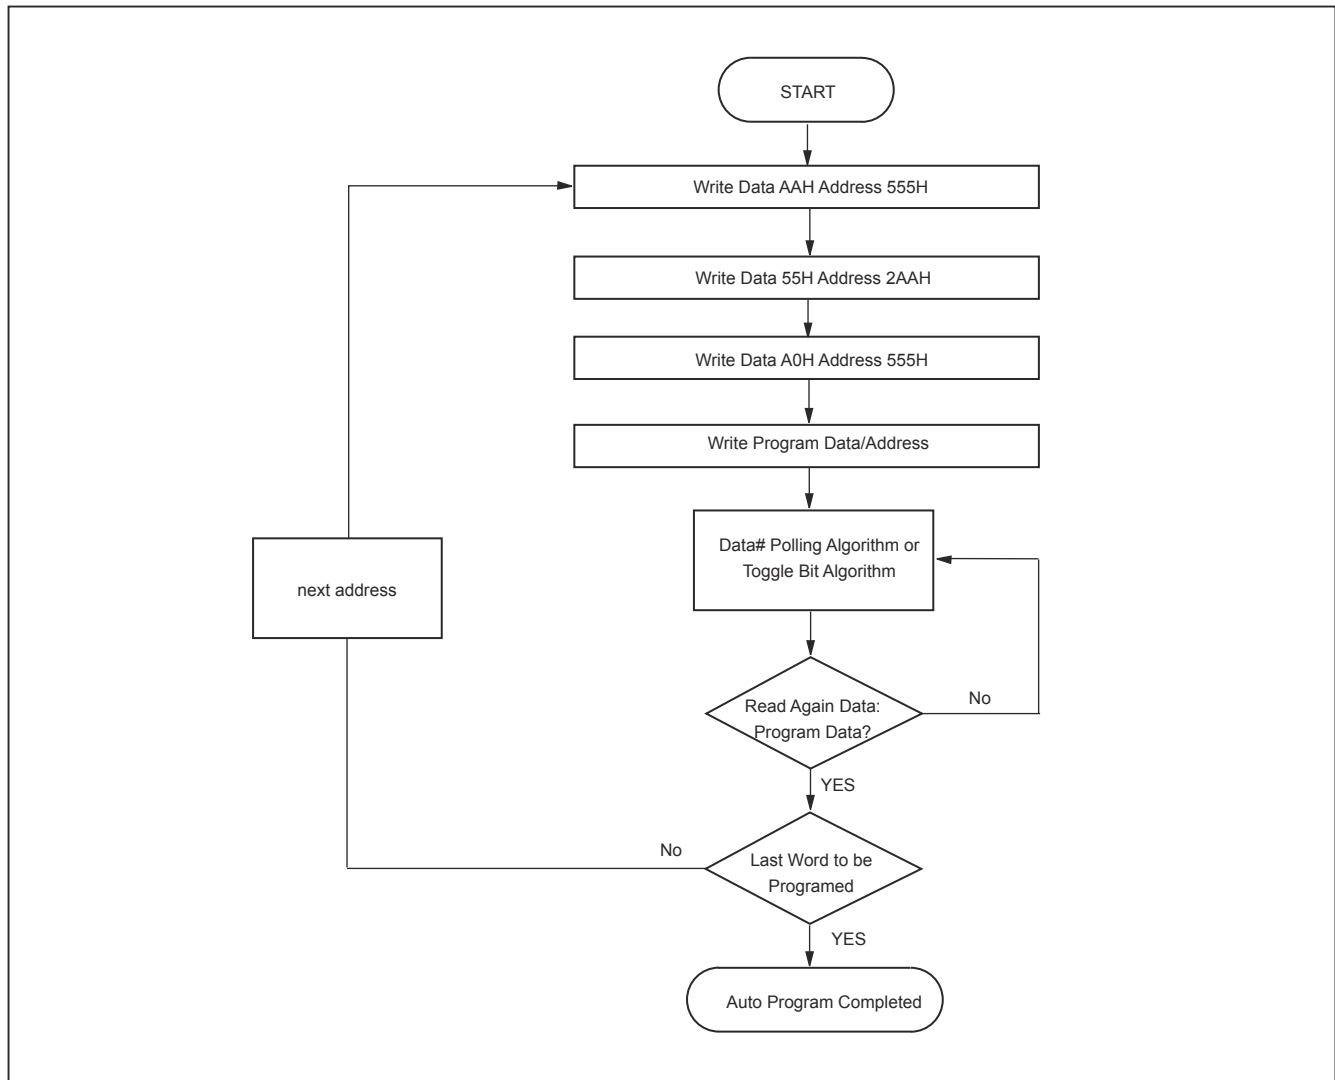 START
Write Data AAH Address 555H
Write Data 55H Address 2AAH
Write Data A0H Address 555H
Write Program Data/Address
Data# Polling Algorithm or
Toggle Bit Algorithm
next address
Read Again Data:
Program Data?
No
YES
No
Last Word to be
Programed
YES
Auto Program Completed